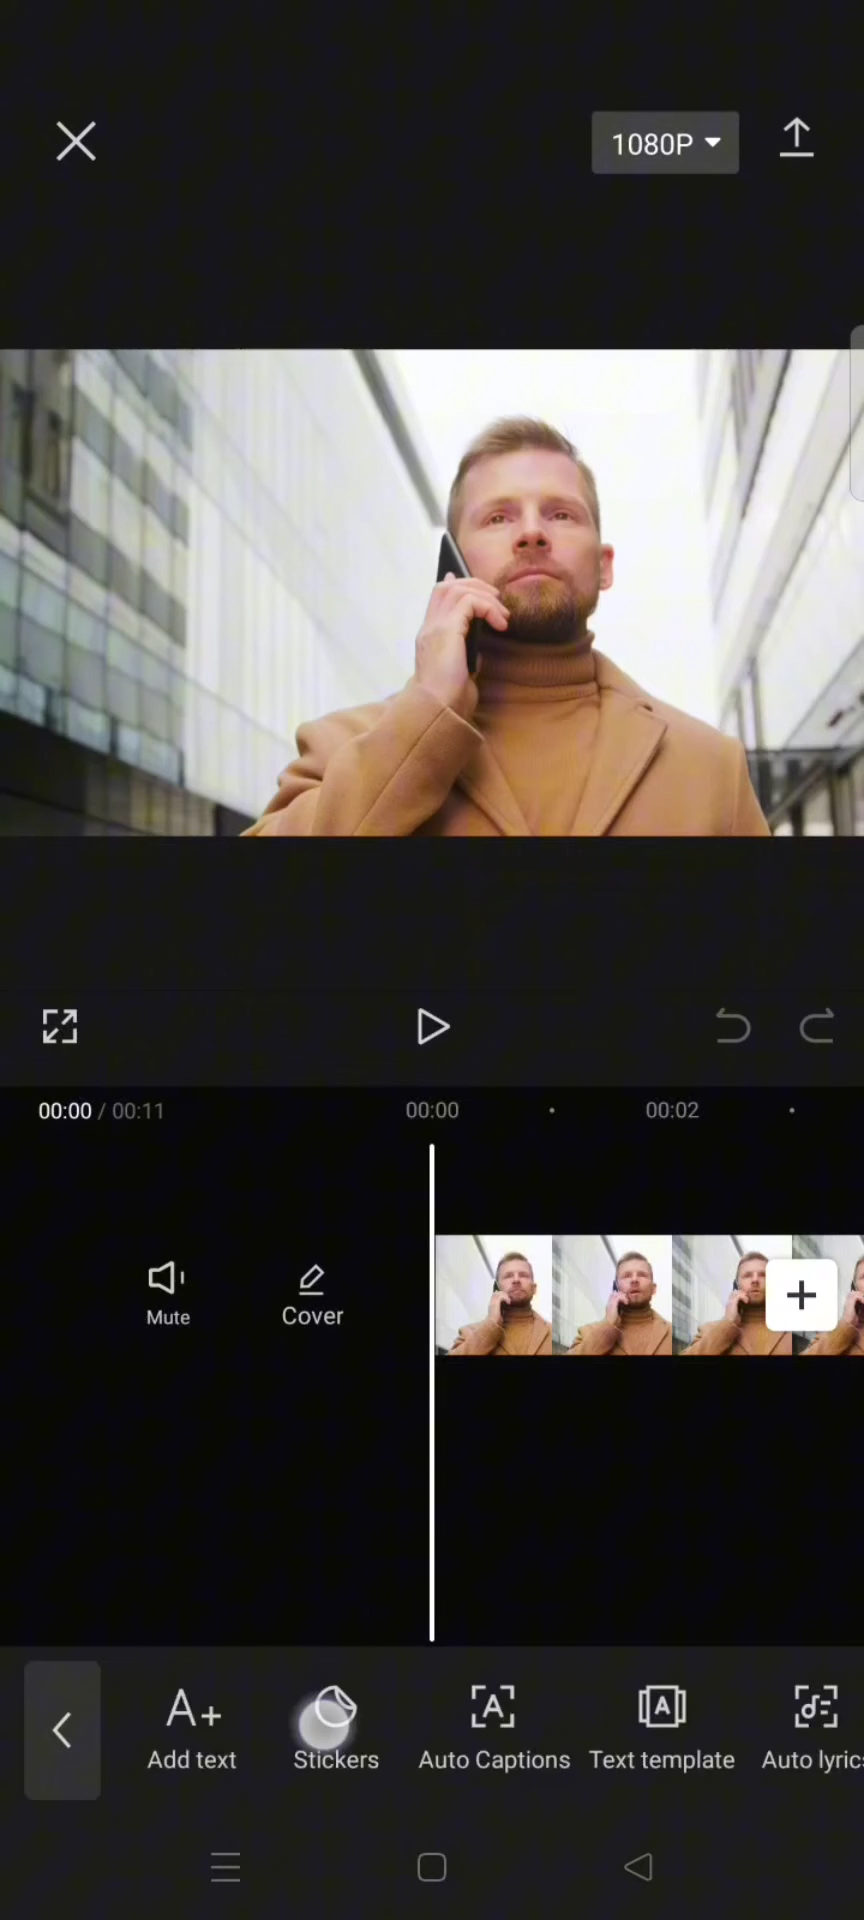 1080P
00:00 / 00:11
00:00
00:02
Mute
Cover
Add text
Stickers
Auto Captions
Text template
Auto lyrics